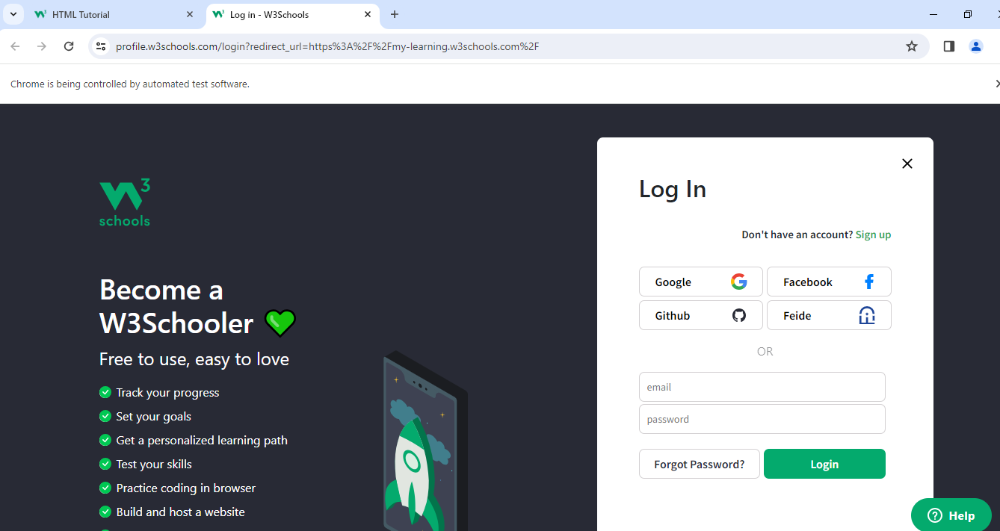 HTML Tutorial
Log in - W3Schools
profile.w3schools.com/login?redirect_url=https%3A%2F%2Fmy-learning.w3schools.com%2F
Chrome is being controlled by automated test software.
W3
schools
Become a
W3Schooler
Free to use, easy to love
Track your progress
Set your goals
Get a personalized learning path
Test your skills
Practice coding in browser
Build and host a website
Log In
Don't have an account? Sign up
Google
Facebook
Github
Feide
OR
email
password
Forgot Password?
Login
Help